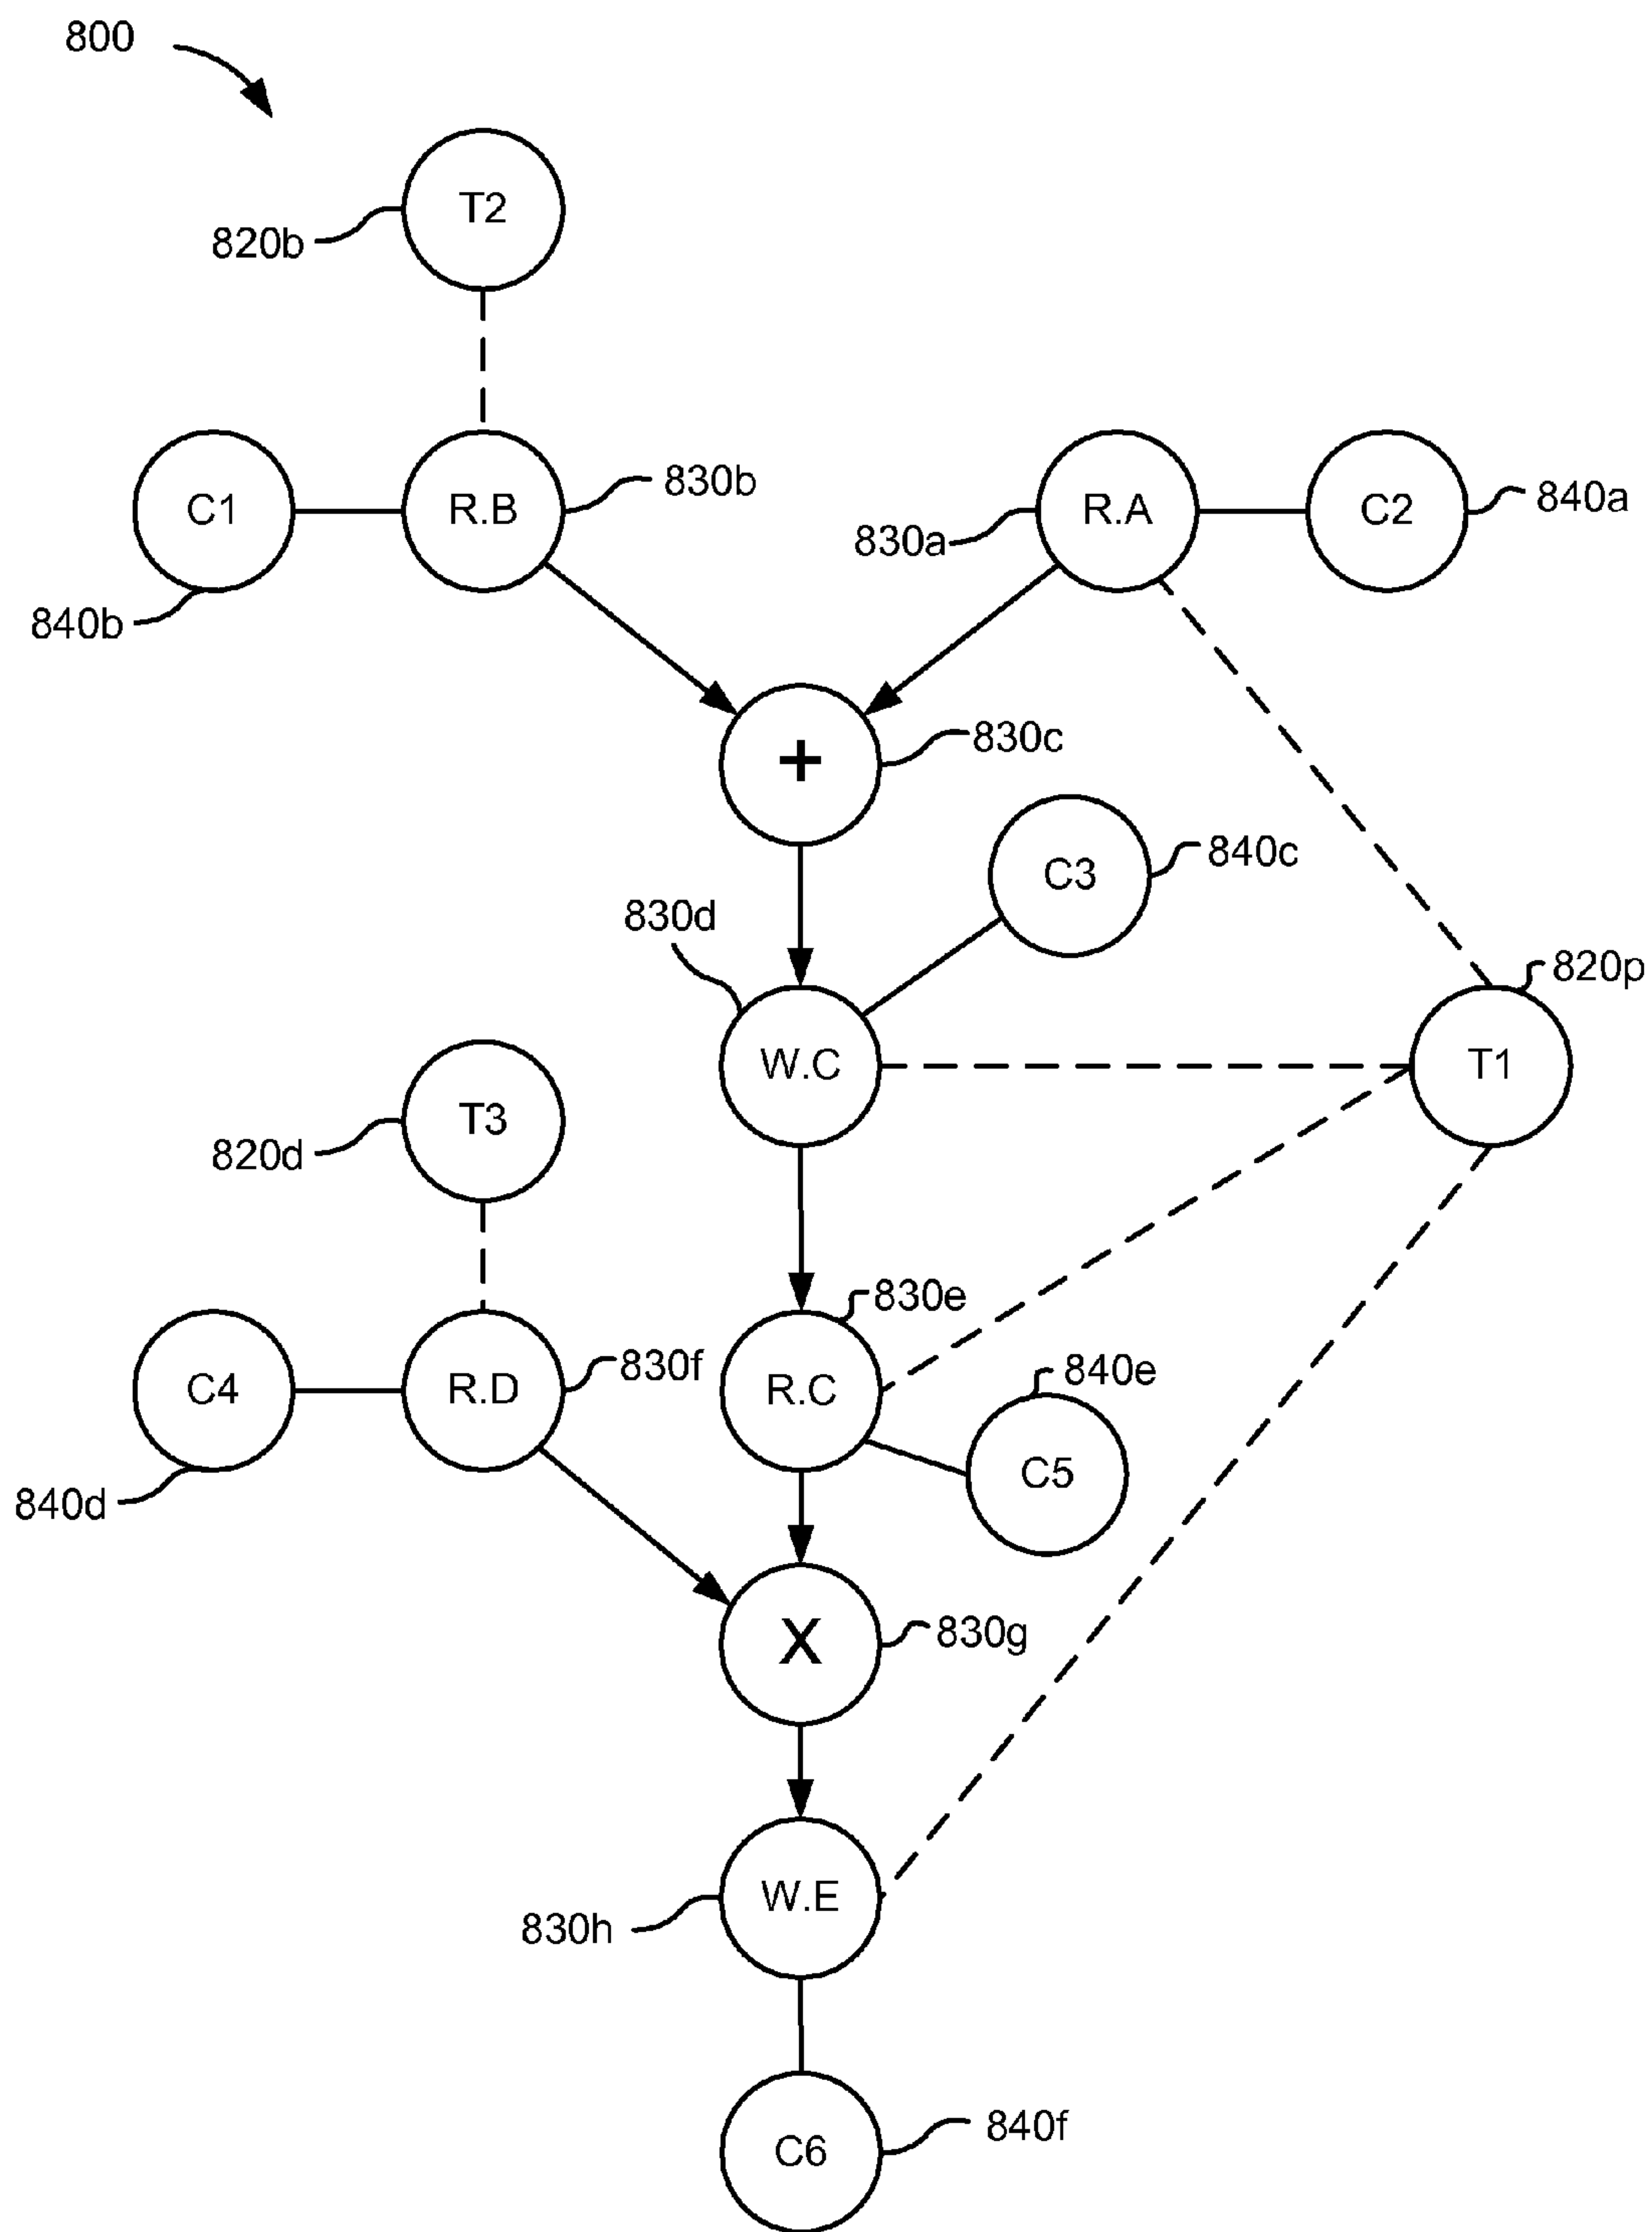 800
T2
820b
C1
R.B
830b
R.A
C2
840a
830a
840b
+
830c
C3
840c
830d
820p
W.C
T1
T3
820d
830e
C4
R.D
830f
R.C
840e
C5
840d
X
830g
W.E
830h
C6
840f